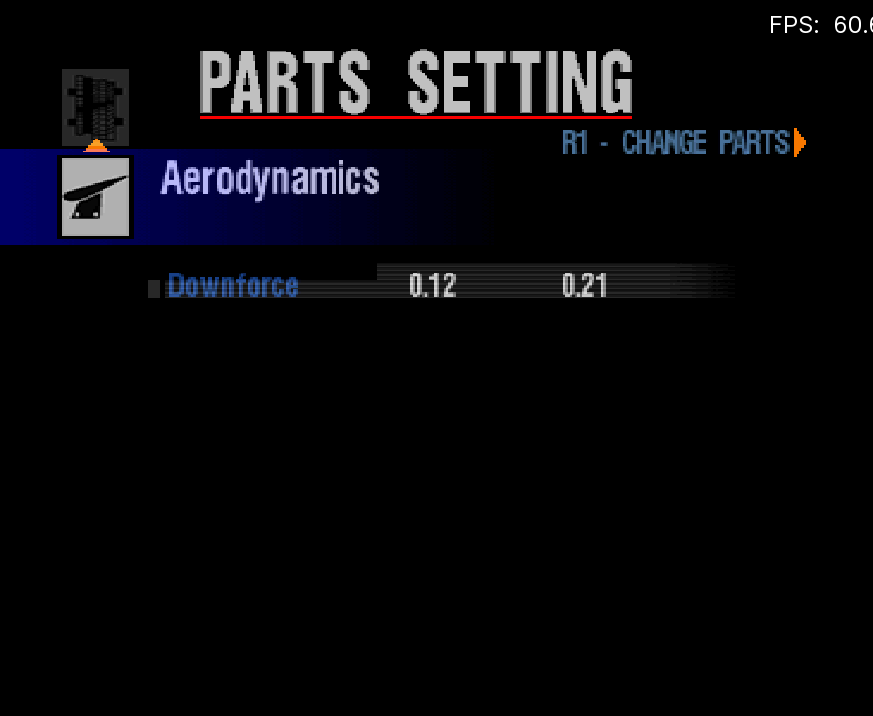 FPS: 60.6
PARTS SETTING
R1 - CHANGE PARTS
Aerodynamics
Downforce 0.12 0.21